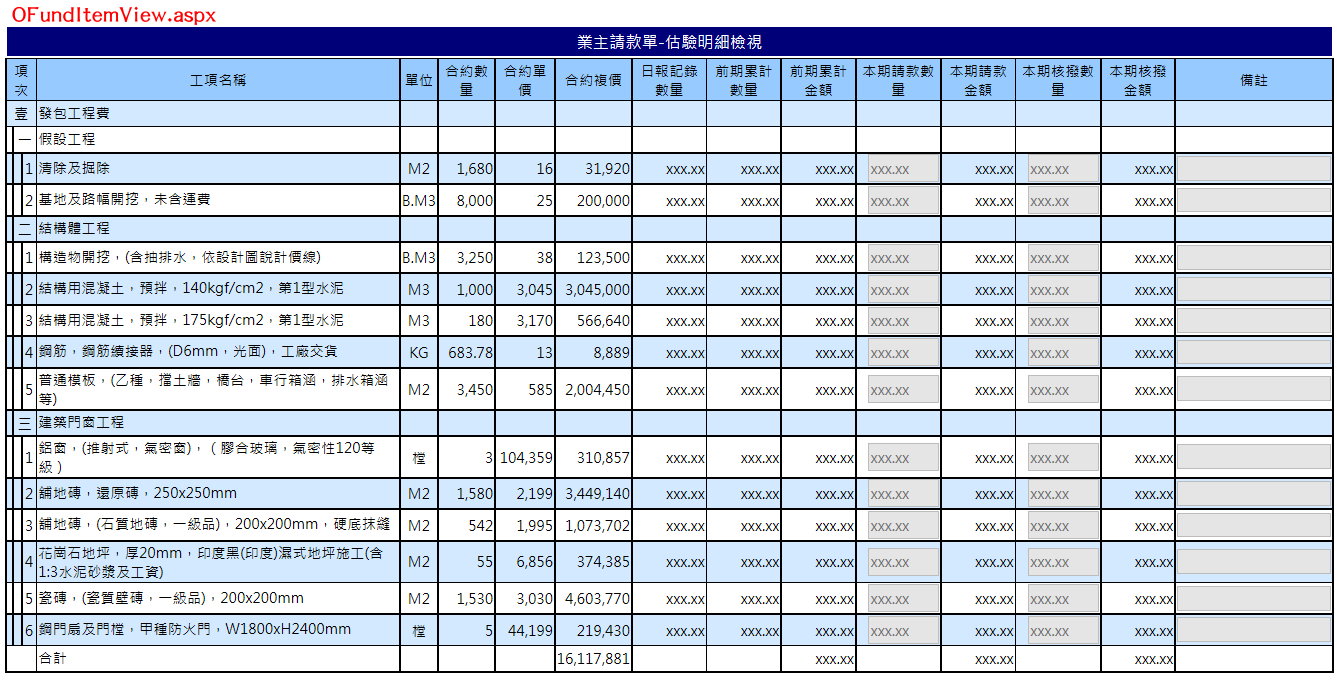 OFundItemView.aspx
業主請款單-估驗明細檢視
項次 工項名稱 單位 合約數量 合約單價 合約複價 日報記錄數量 前期累計數量 前期累計金額 本期請款數量 本期請款金額 本期核撥數量 本期核撥金額 備註
壹 發包工程費
一 假設工程
1 清除及掘除 M2 1,680 16 31,920 xxx.xx xxx.xx xxx.xx xxx.xx xxx.xx xxx.xx xxx.xx
2 基地及路幅開挖，未含運費 B.M3 8,000 25 200,000 xxx.xx xxx.xx xxx.xx xxx.xx xxx.xx xxx.xx xxx.xx
二 結構體工程
1 構造物開挖，(含抽排水，依設計圖說計價線) B.M3 3,250 38 123,500 xxx.xx xxx.xx xxx.xx xxx.xx xxx.xx xxx.xx xxx.xx
2 結構用混凝土，預拌，140kgf/cm2，第1型水泥 M3 1,000 3,045 3,045,000 xxx.xx xxx.xx xxx.xx xxx.xx xxx.xx xxx.xx xxx.xx
3 結構用混凝土，預拌，175kgf/cm2，第1型水泥 M3 180 3,170 566,640 xxx.xx xxx.xx xxx.xx xxx.xx xxx.xx xxx.xx xxx.xx
4 鋼筋，鋼筋續接器，(D6mm，光面)，工廠交貨 KG 683.78 13 8,889 xxx.xx xxx.xx xxx.xx xxx.xx xxx.xx xxx.xx xxx.xx
5 普通模板，(乙種，擋土牆，橋台，車行箱涵，排水箱涵等) M2 3,450 585 2,004,450 xxx.xx xxx.xx xxx.xx xxx.xx xxx.xx xxx.xx xxx.xx
三 建築門窗工程
1 鋁窗，(推射式，氣密窗)，（膠合玻璃，氣密性120等級） 樘 3 104,359 310,857 xxx.xx xxx.xx xxx.xx xxx.xx xxx.xx xxx.xx xxx.xx
2 舖地磚，還原磚，250x250mm M2 1,580 2,199 3,449,140 xxx.xx xxx.xx xxx.xx xxx.xx xxx.xx xxx.xx xxx.xx
3 舖地磚，(石質地磚，一級品)，200x200mm，硬底抹縫 M2 542 1,995 1,073,702 xxx.xx xxx.xx xxx.xx xxx.xx xxx.xx xxx.xx xxx.xx
4 花崗石地坪，厚20mm，印度黑(印度)濕式地坪施工(含1:3水泥砂漿及工資) M2 55 6,856 374,385 xxx.xx xxx.xx xxx.xx xxx.xx xxx.xx xxx.xx xxx.xx
5 瓷磚，(瓷質壁磚，一級品)，200x200mm M2 1,530 3,030 4,603,770 xxx.xx xxx.xx xxx.xx xxx.xx xxx.xx xxx.xx xxx.xx
6 鋼門扇及門樘，甲種防火門，W1800xH2400mm 樘 5 44,199 219,430 xxx.xx xxx.xx xxx.xx xxx.xx xxx.xx xxx.xx xxx.xx
合計 16,117,881 xxx.xx xxx.xx xxx.xx